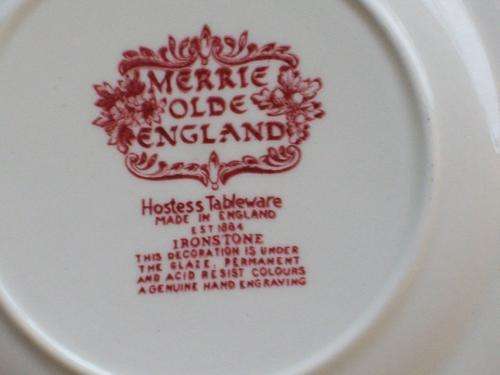 MERRIE
OLDE
ENGLAND
Hostess Tableware
MADE IN ENGLAND
EST 1884
IRONSTONE
THIS DECORATION IS UNDER
THE GLAZE. PERMANENT
AND ACID RESIST COLOURS
A GENUINE HAND ENGRAVING